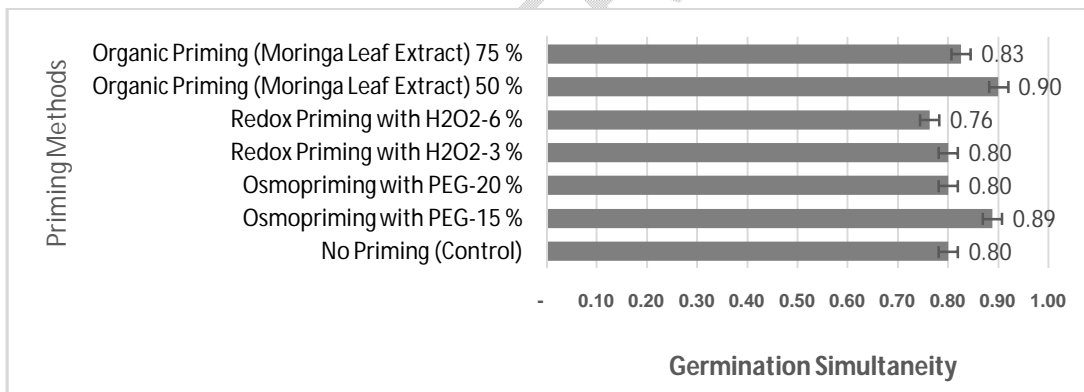 Priming Methods
Organic Priming (Moringa Leaf Extract) 75 %
0.83
Organic Priming (Moringa Leaf Extract) 50 %
0.90
Redox Priming with H2O2-6 %
0.76
Redox Priming with H2O2-3 %
0.80
Osmopriming with PEG-20 %
0.80
Osmopriming with PEG-15 %
0.89
No Priming (Control)
0.80
- 0.10 0.20 0.30 0.40 0.50 0.60 0.70 0.80 0.90 1.00
Germination Simultaneity